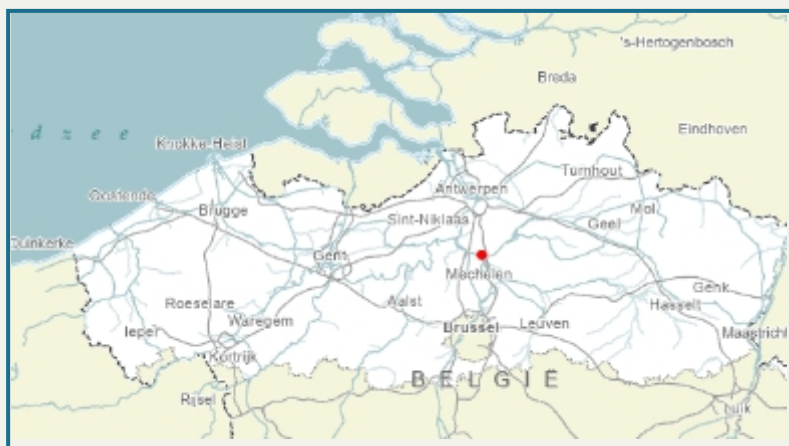 's-Hertogenbosch
Breda
d z e e
Eindhoven
Knokke-Heist
Turnhout
Antwerpen
Oostende
Brugge
Sint-Niklaas
Mol
Geel
Duinkerke
Gent
Mechelen
Genk
Roeselare
Aalst
Hasselt
Waregem
Ieper
Brussel
Leuven
Maastricht
Kortrijk
BELGIË
Rijsel
Luik